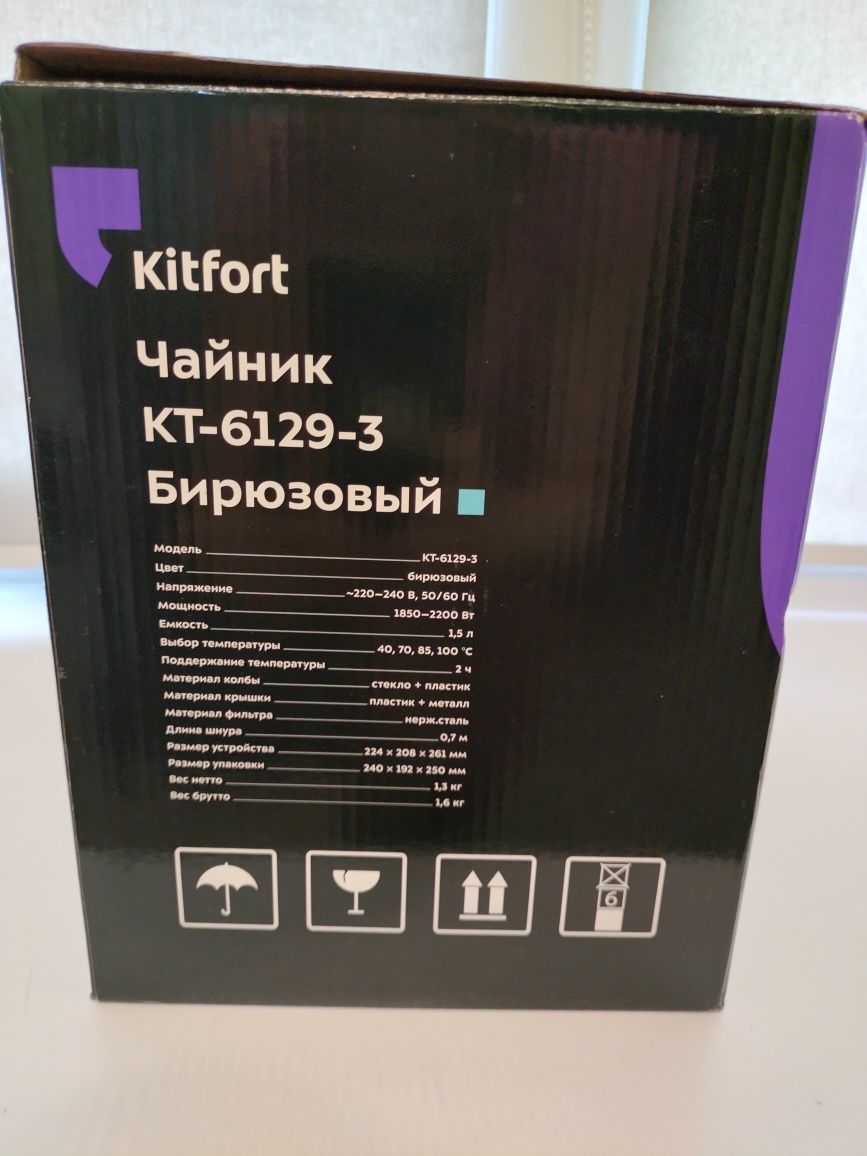 Kitfort
Чайник
КТ-6129-3
Бирюзовый
Модель КТ-6129-3
Цвет бирюзовый
Напряжение ~220–240 В, 50/60 Гц
Мощность 1850–2200 Вт
Емкость 1,5 л
Выбор температуры 40, 70, 85, 100 °C
Поддержание температуры 2 ч
Материал колбы стекло + пластик
Материал крышки пластик + металл
Материал фильтра нерж.сталь
Длина шнура 0,7 м
Размер устройства 224 × 208 × 261 мм
Размер упаковки 240 × 192 × 250 мм
Вес нетто 1,3 кг
Вес брутто 1,6 кг
6